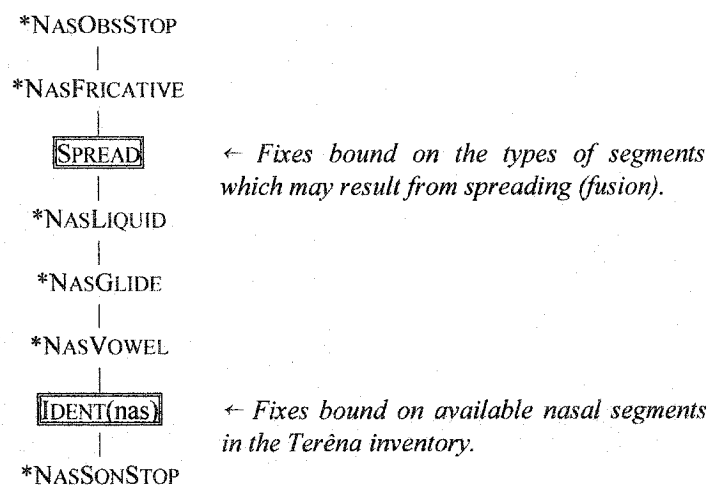 *NASOBSSTOP
*NASFRICATIVE
SPREAD
← Fixes bound on the types of segments
which may result from spreading (fusion).
*NASLIQUID
*NASGLIDE
*NASVOWEL
IDENT(nas)
← Fixes bound on available nasal segments
in the Terêna inventory.
*NASSONSTOP